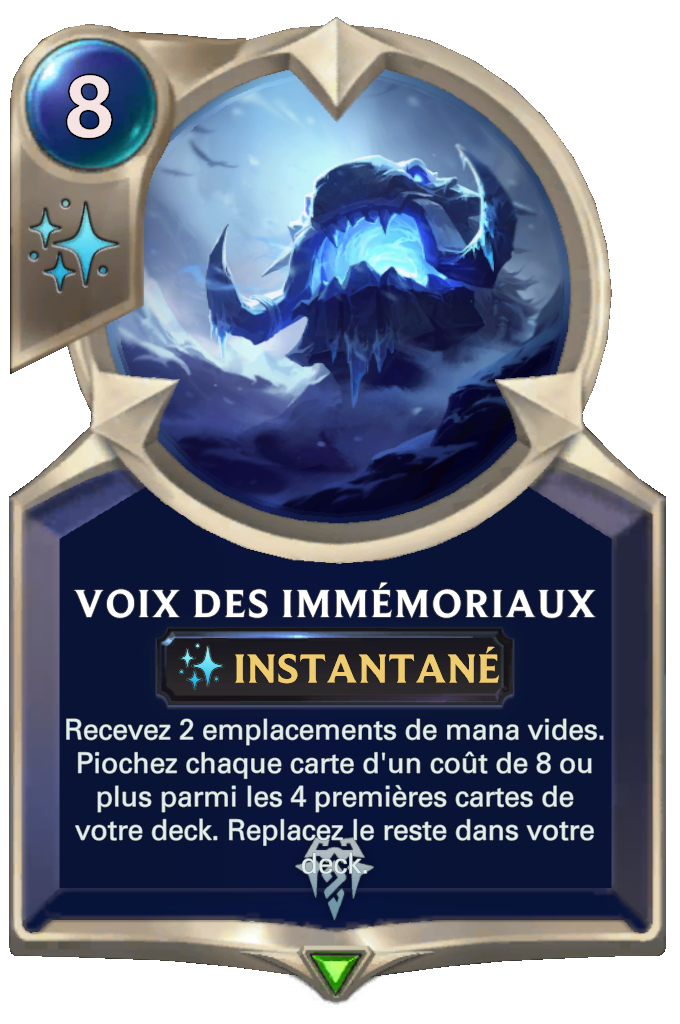 8
VOIX DES IMMÉMORIAUX
INSTANTANÉ
Recevez 2 emplacements de mana vides.
Piochez chaque carte d'un coût de 8 ou
plus parmi les 4 premières cartes de
votre deck. Replacez le reste dans votre
deck.